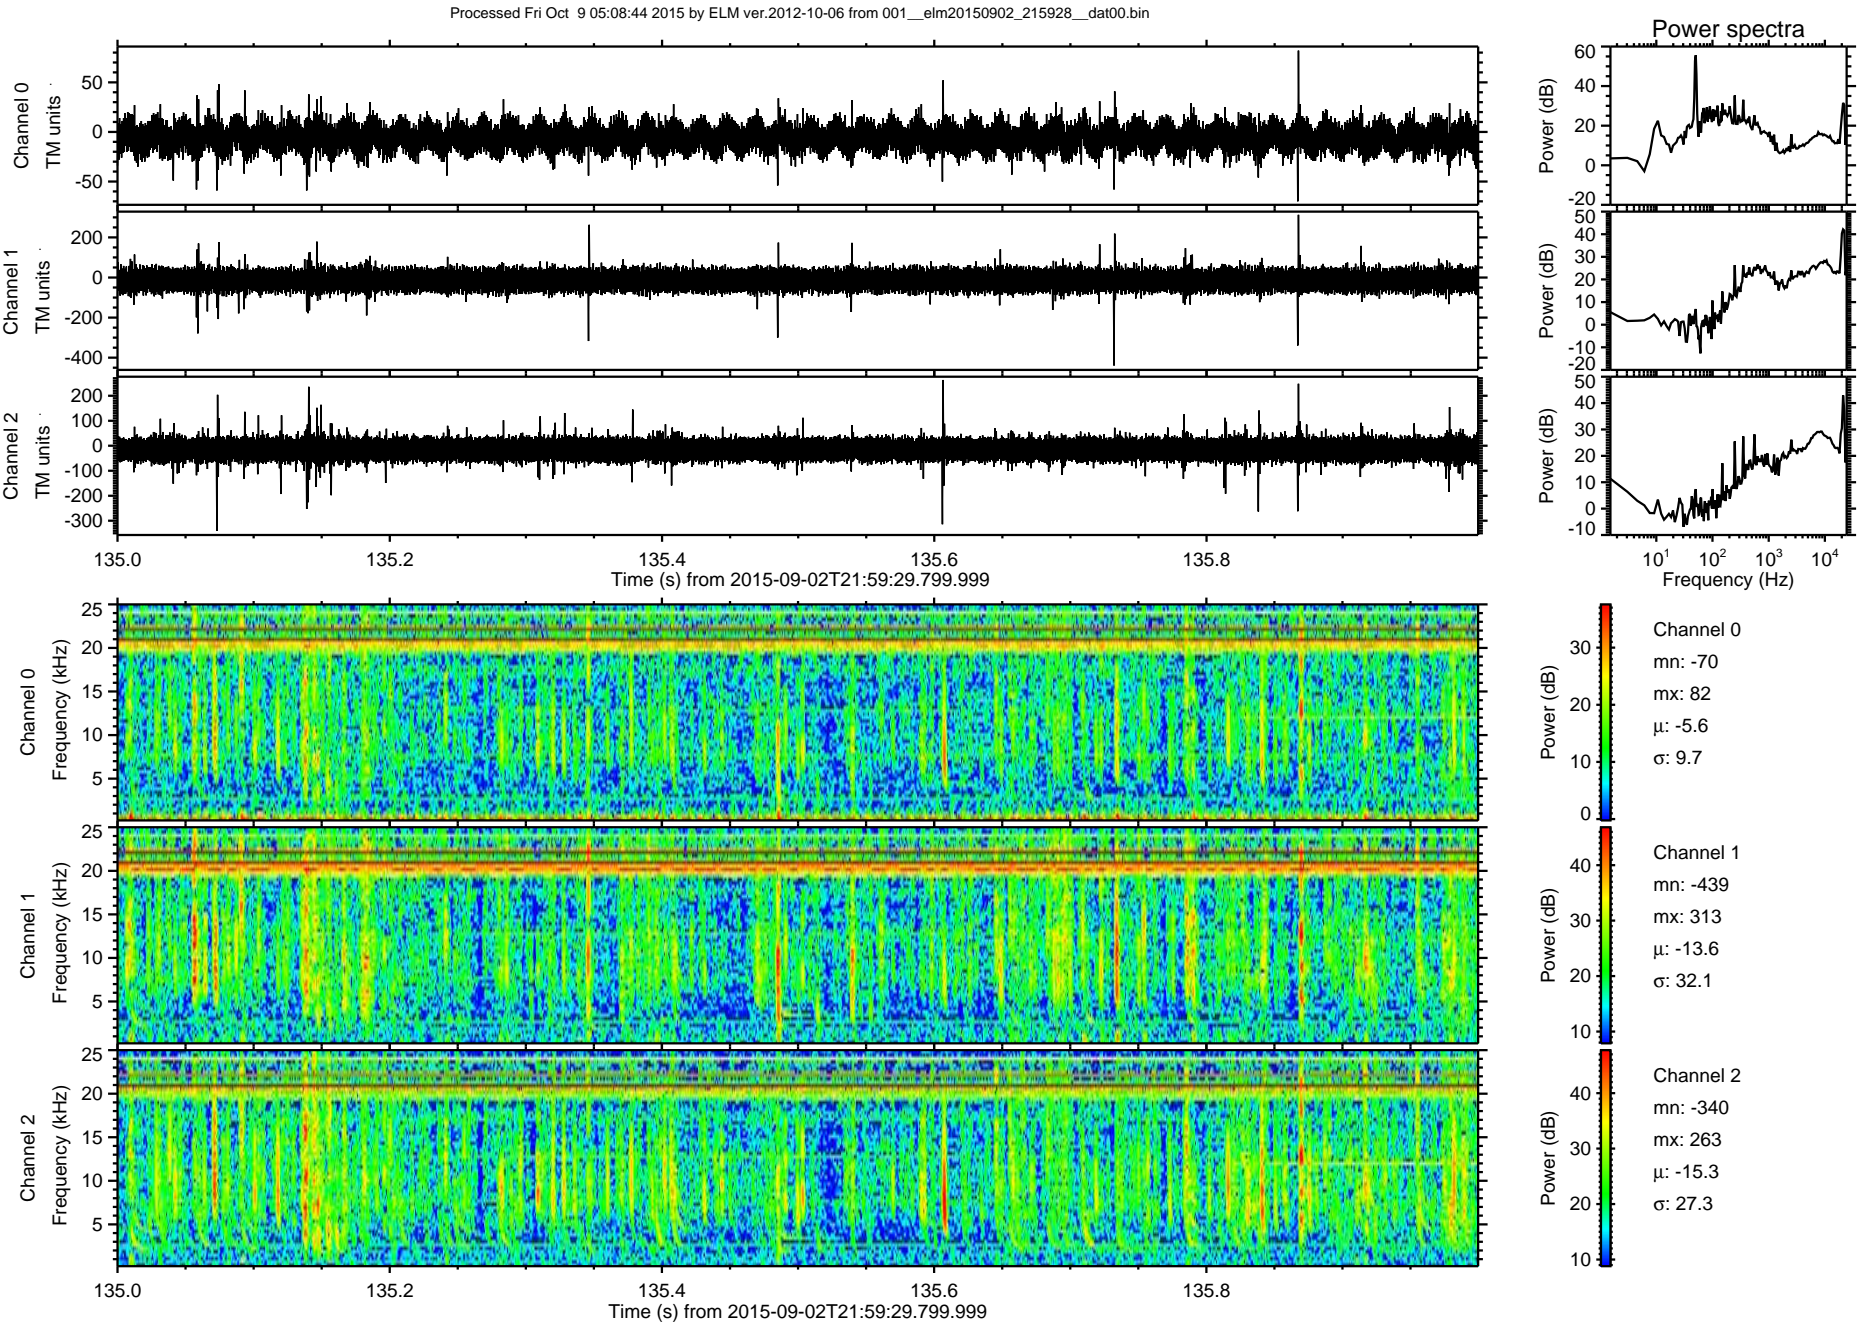 Processed Fri Oct  9 05:08:44 2015 by ELM ver.2012-10-06 from 001__elm20150902_215928__dat00.bin
Power spectra
Channel 0
TM units
50
0
-50
Power (dB)
60
40
20
0
-20
Channel 1
TM units
200
0
-200
-400
Power (dB)
50
40
30
20
10
0
-10
-20
Channel 2
TM units
200
100
0
-100
-200
-300
Power (dB)
50
40
30
20
10
0
-10
135.0
135.2
135.4
135.6
135.8
Time (s) from 2015-09-02T21:59:29.799.999
10¹
10²
10³
10⁴
Frequency (Hz)
Channel 0
Frequency (kHz)
25
20
15
10
5
Power (dB)
30
20
10
0
Channel 0
mn: -70
mx: 82
μ: -5.6
σ: 9.7
Channel 1
Frequency (kHz)
25
20
15
10
5
Power (dB)
40
30
20
10
Channel 1
mn: -439
mx: 313
μ: -13.6
σ: 32.1
Channel 2
Frequency (kHz)
25
20
15
10
5
Power (dB)
40
30
20
10
Channel 2
mn: -340
mx: 263
μ: -15.3
σ: 27.3
135.0
135.2
135.4
135.6
135.8
Time (s) from 2015-09-02T21:59:29.799.999